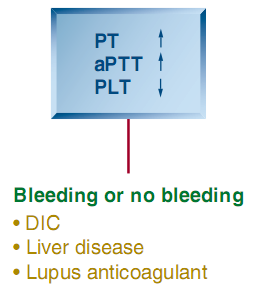 PT ↑
aPTT ↑
PLT ↓
Bleeding or no bleeding
• DIC
• Liver disease
• Lupus anticoagulant